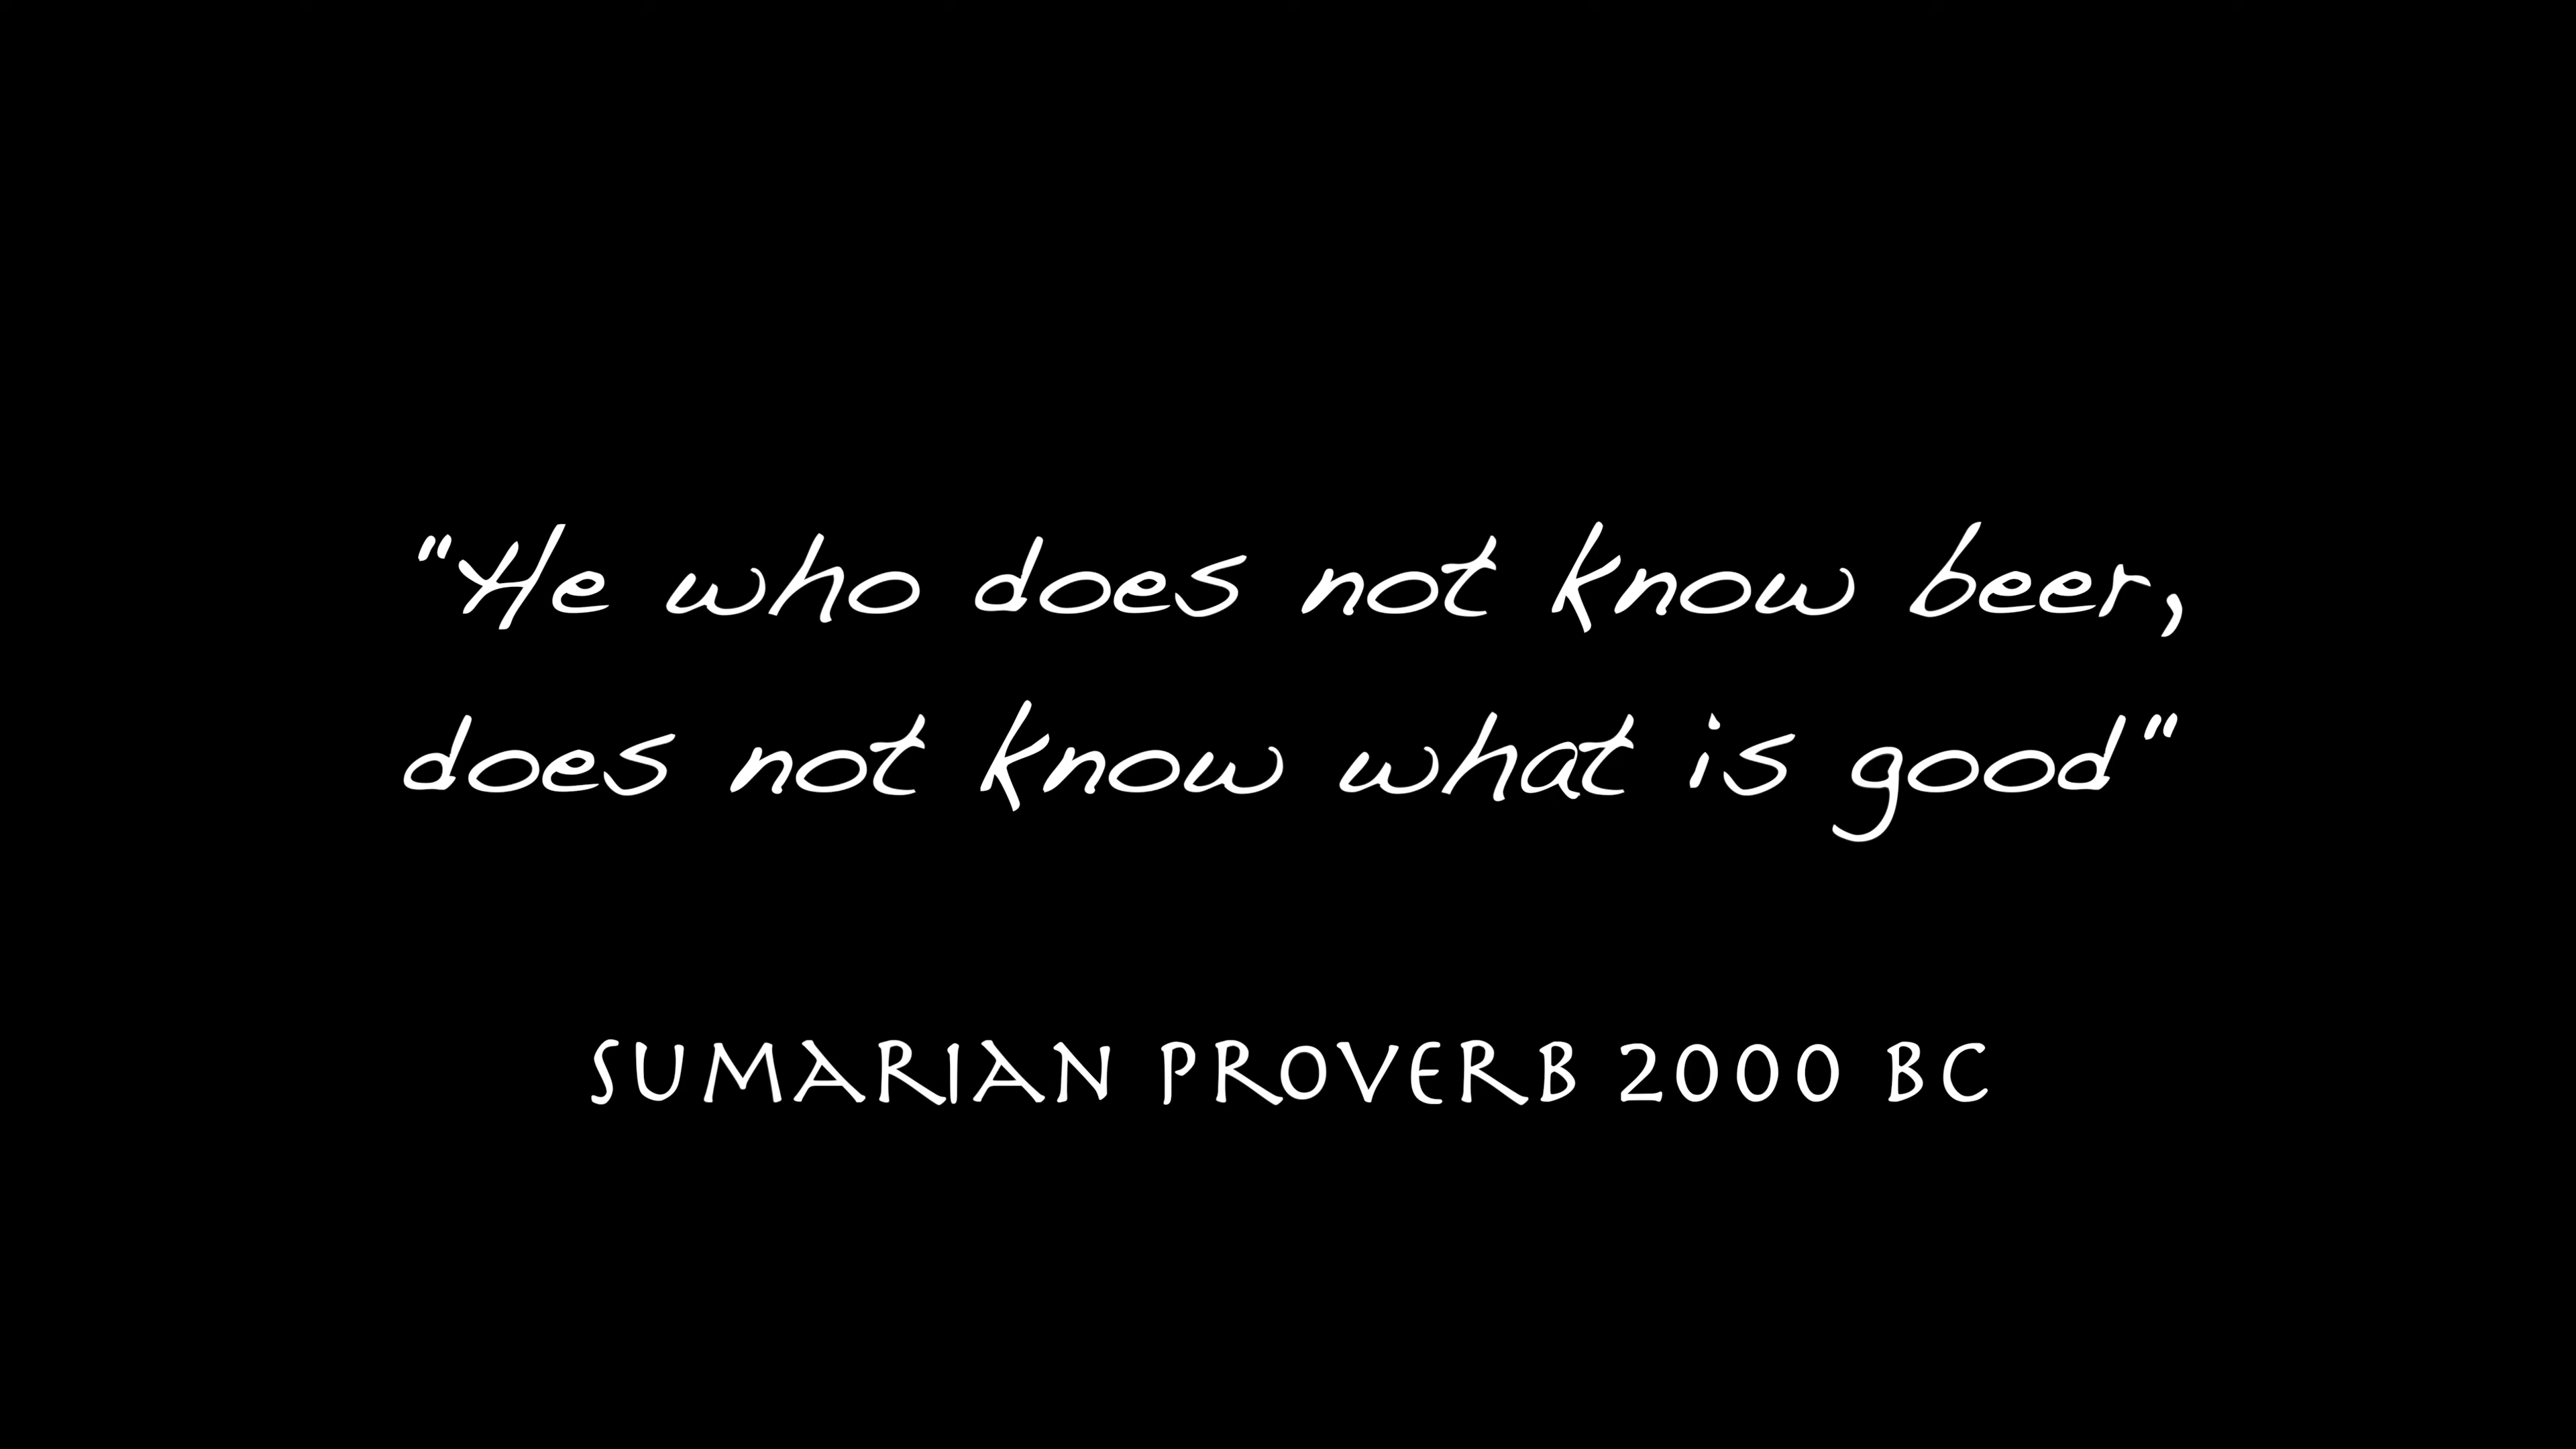 "He who does not know beer,
does not know what is good"
SUMARIAN PROVERB 2000 BC